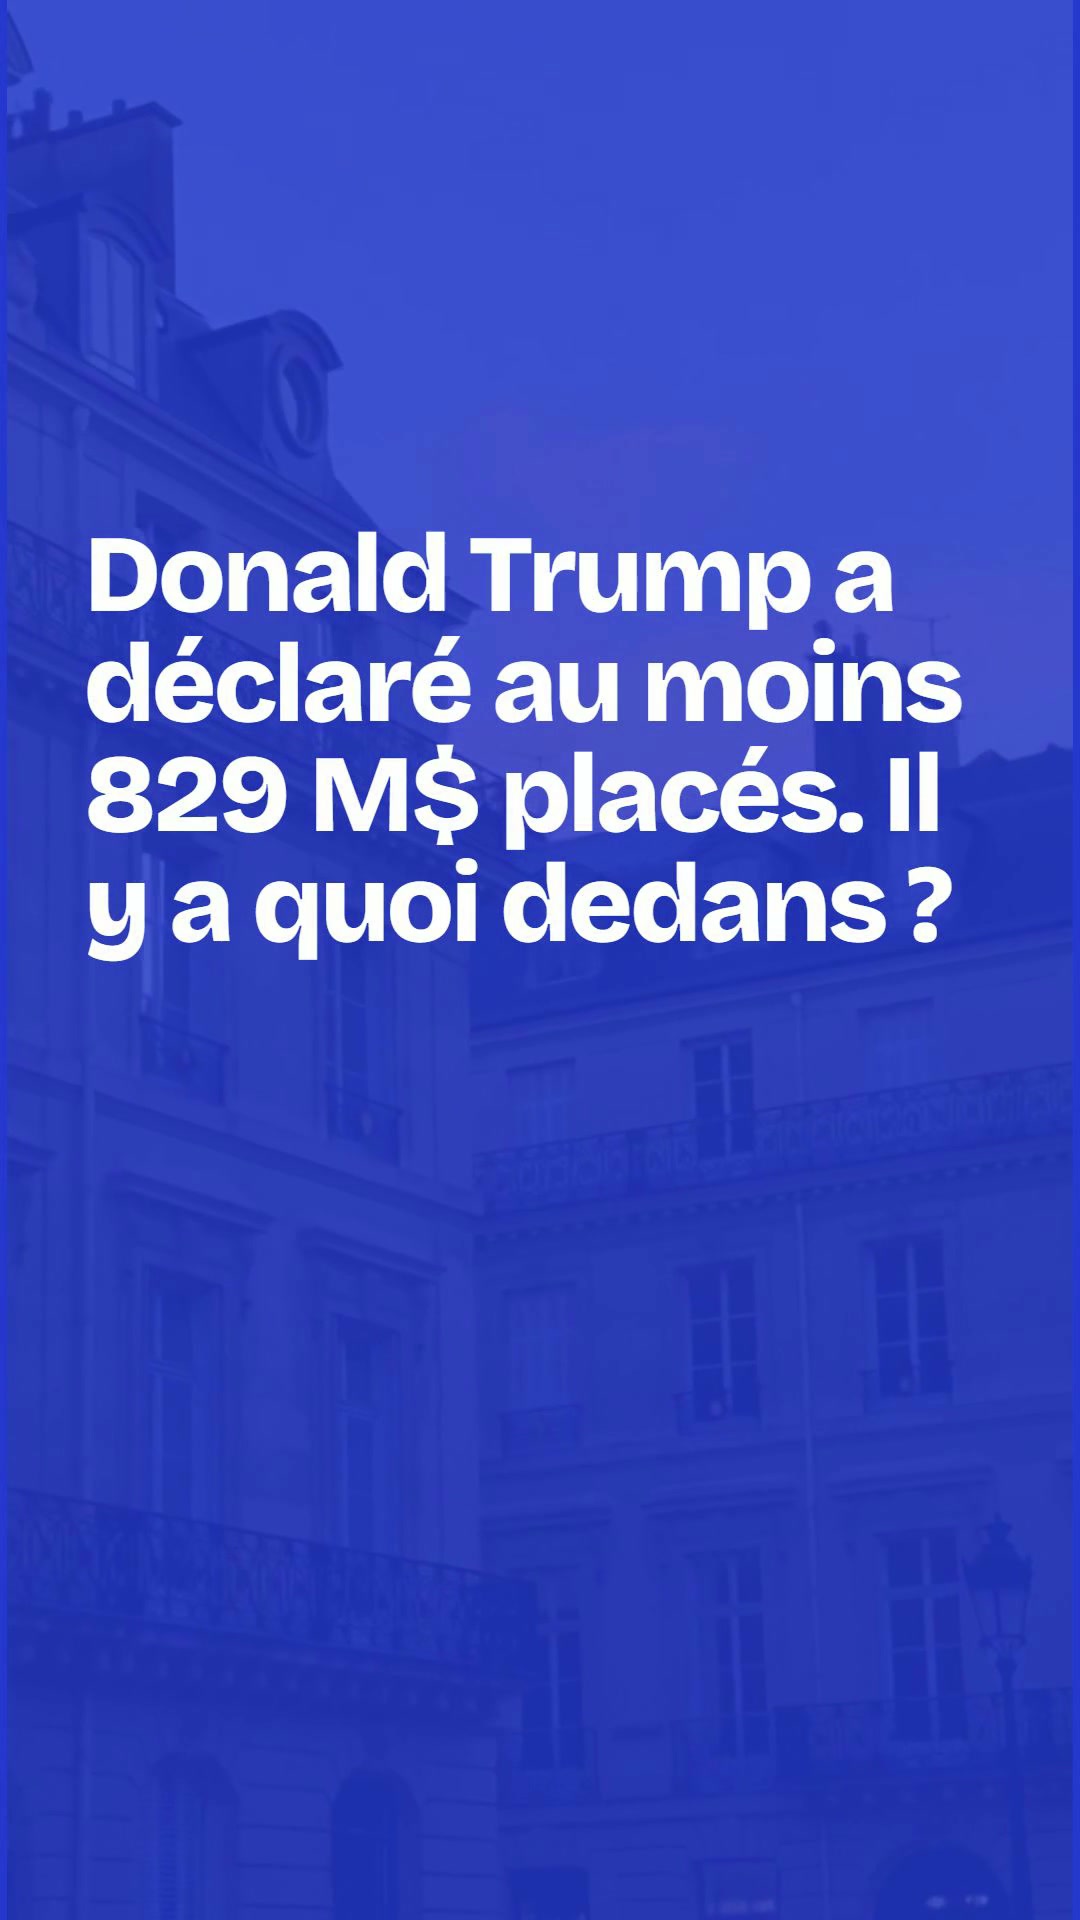 Donald Trump a
déclaré au moins
829 M$ placés. Il
y a quoi dedans ?